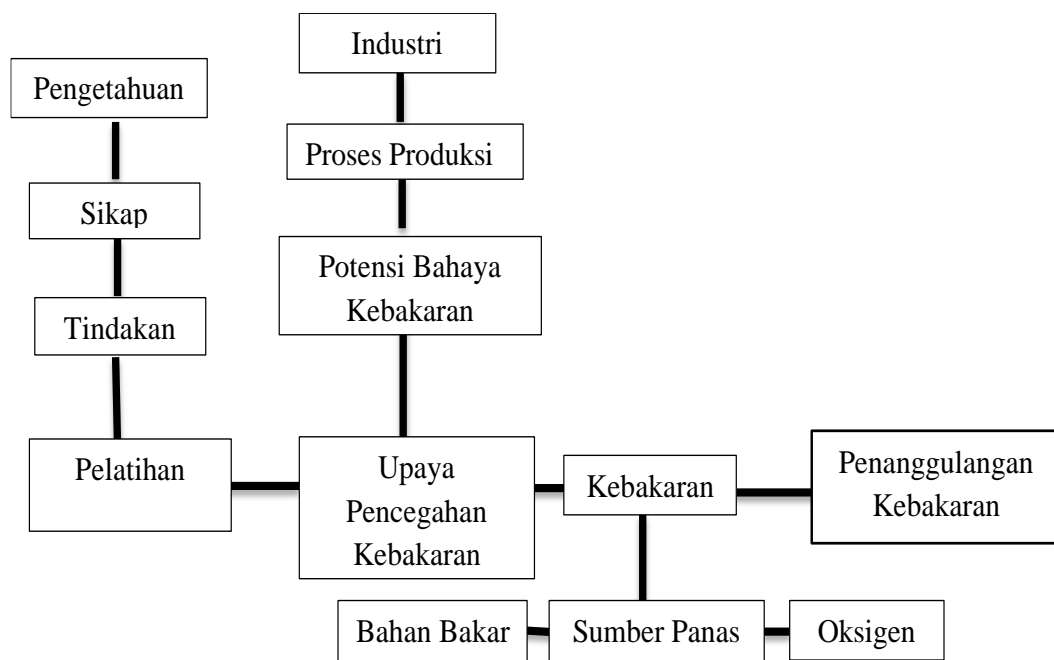 Industri
Pengetahuan
Proses Produksi
Sikap
Potensi Bahaya
Kebakaran
Tindakan
Pelatihan
Upaya
Pencegahan
Kebakaran
Kebakaran
Penanggulangan
Kebakaran
Bahan Bakar
Sumber Panas
Oksigen